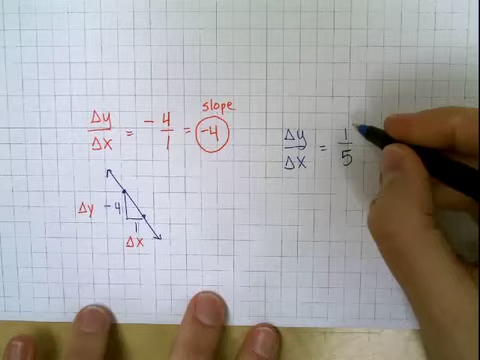 slope
Δy/Δx = -4/1 = -4
Δy/Δx = 1/5
Δy -4
1
Δx